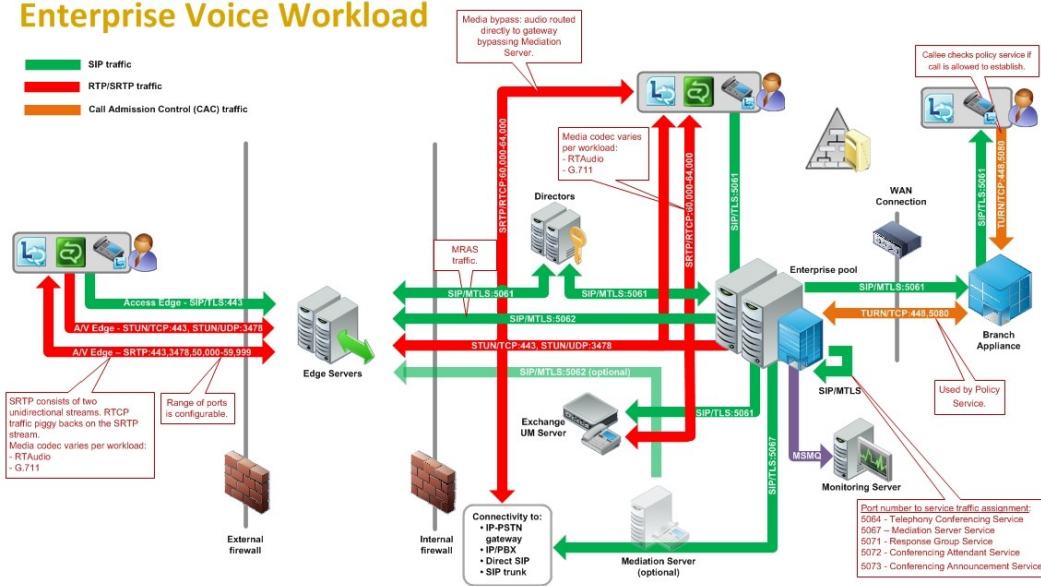 Enterprise Voice Workload
SIP traffic
RTP/SRTP traffic
Call Admission Control (CAC) traffic
Media bypass: audio routed
directly to gateway
bypassing Mediation
Server.
Callee checks policy service if
call is allowed to establish.
Media codec varies
per workload:
- RTAudio
- G.711
SRTP/RTCP:60,000-64,000
SRTP/RTCP:60,000-64,000
SIP/TLS:5061
SIP/TLS:5061
TURN/TCP:448,5080
WAN
Connection
Directors
MRAS
traffic.
Enterprise pool
Access Edge - SIP/TLS:443
A/V Edge - STUN/TCP:443, STUN/UDP:3478
A/V Edge – SRTP:443,3478,50,000-59,999
SIP/MTLS:5061
SIP/MTLS:5061
SIP/MTLS:5061
SIP/MTLS:5062
TURN/TCP:448,5080
STUN/TCP:443, STUN/UDP:3478
Branch
Appliance
Edge Servers
SIP/MTLS:5062 (optional)
SIP/MTLS
Used by Policy
Service.
SRTP consists of two
unidirectional streams. RTCP
traffic piggy backs on the SRTP
stream.
Media codec varies per workload:
- RTAudio
- G.711
Range of ports
is configurable.
SIP/TLS:5061
Exchange
UM Server
SIP/TLS:5067
MSMQ
Monitoring Server
External
firewall
Internal
firewall
Connectivity to:
• IP-PSTN
gateway
• IP/PBX
• Direct SIP
• SIP trunk
Mediation Server
(optional)
Port number to service traffic assignment:
5064 - Telephony Conferencing Service
5067 – Mediation Server Service
5071 - Response Group Service
5072 - Conferencing Attendant Service
5073 - Conferencing Announcement Service